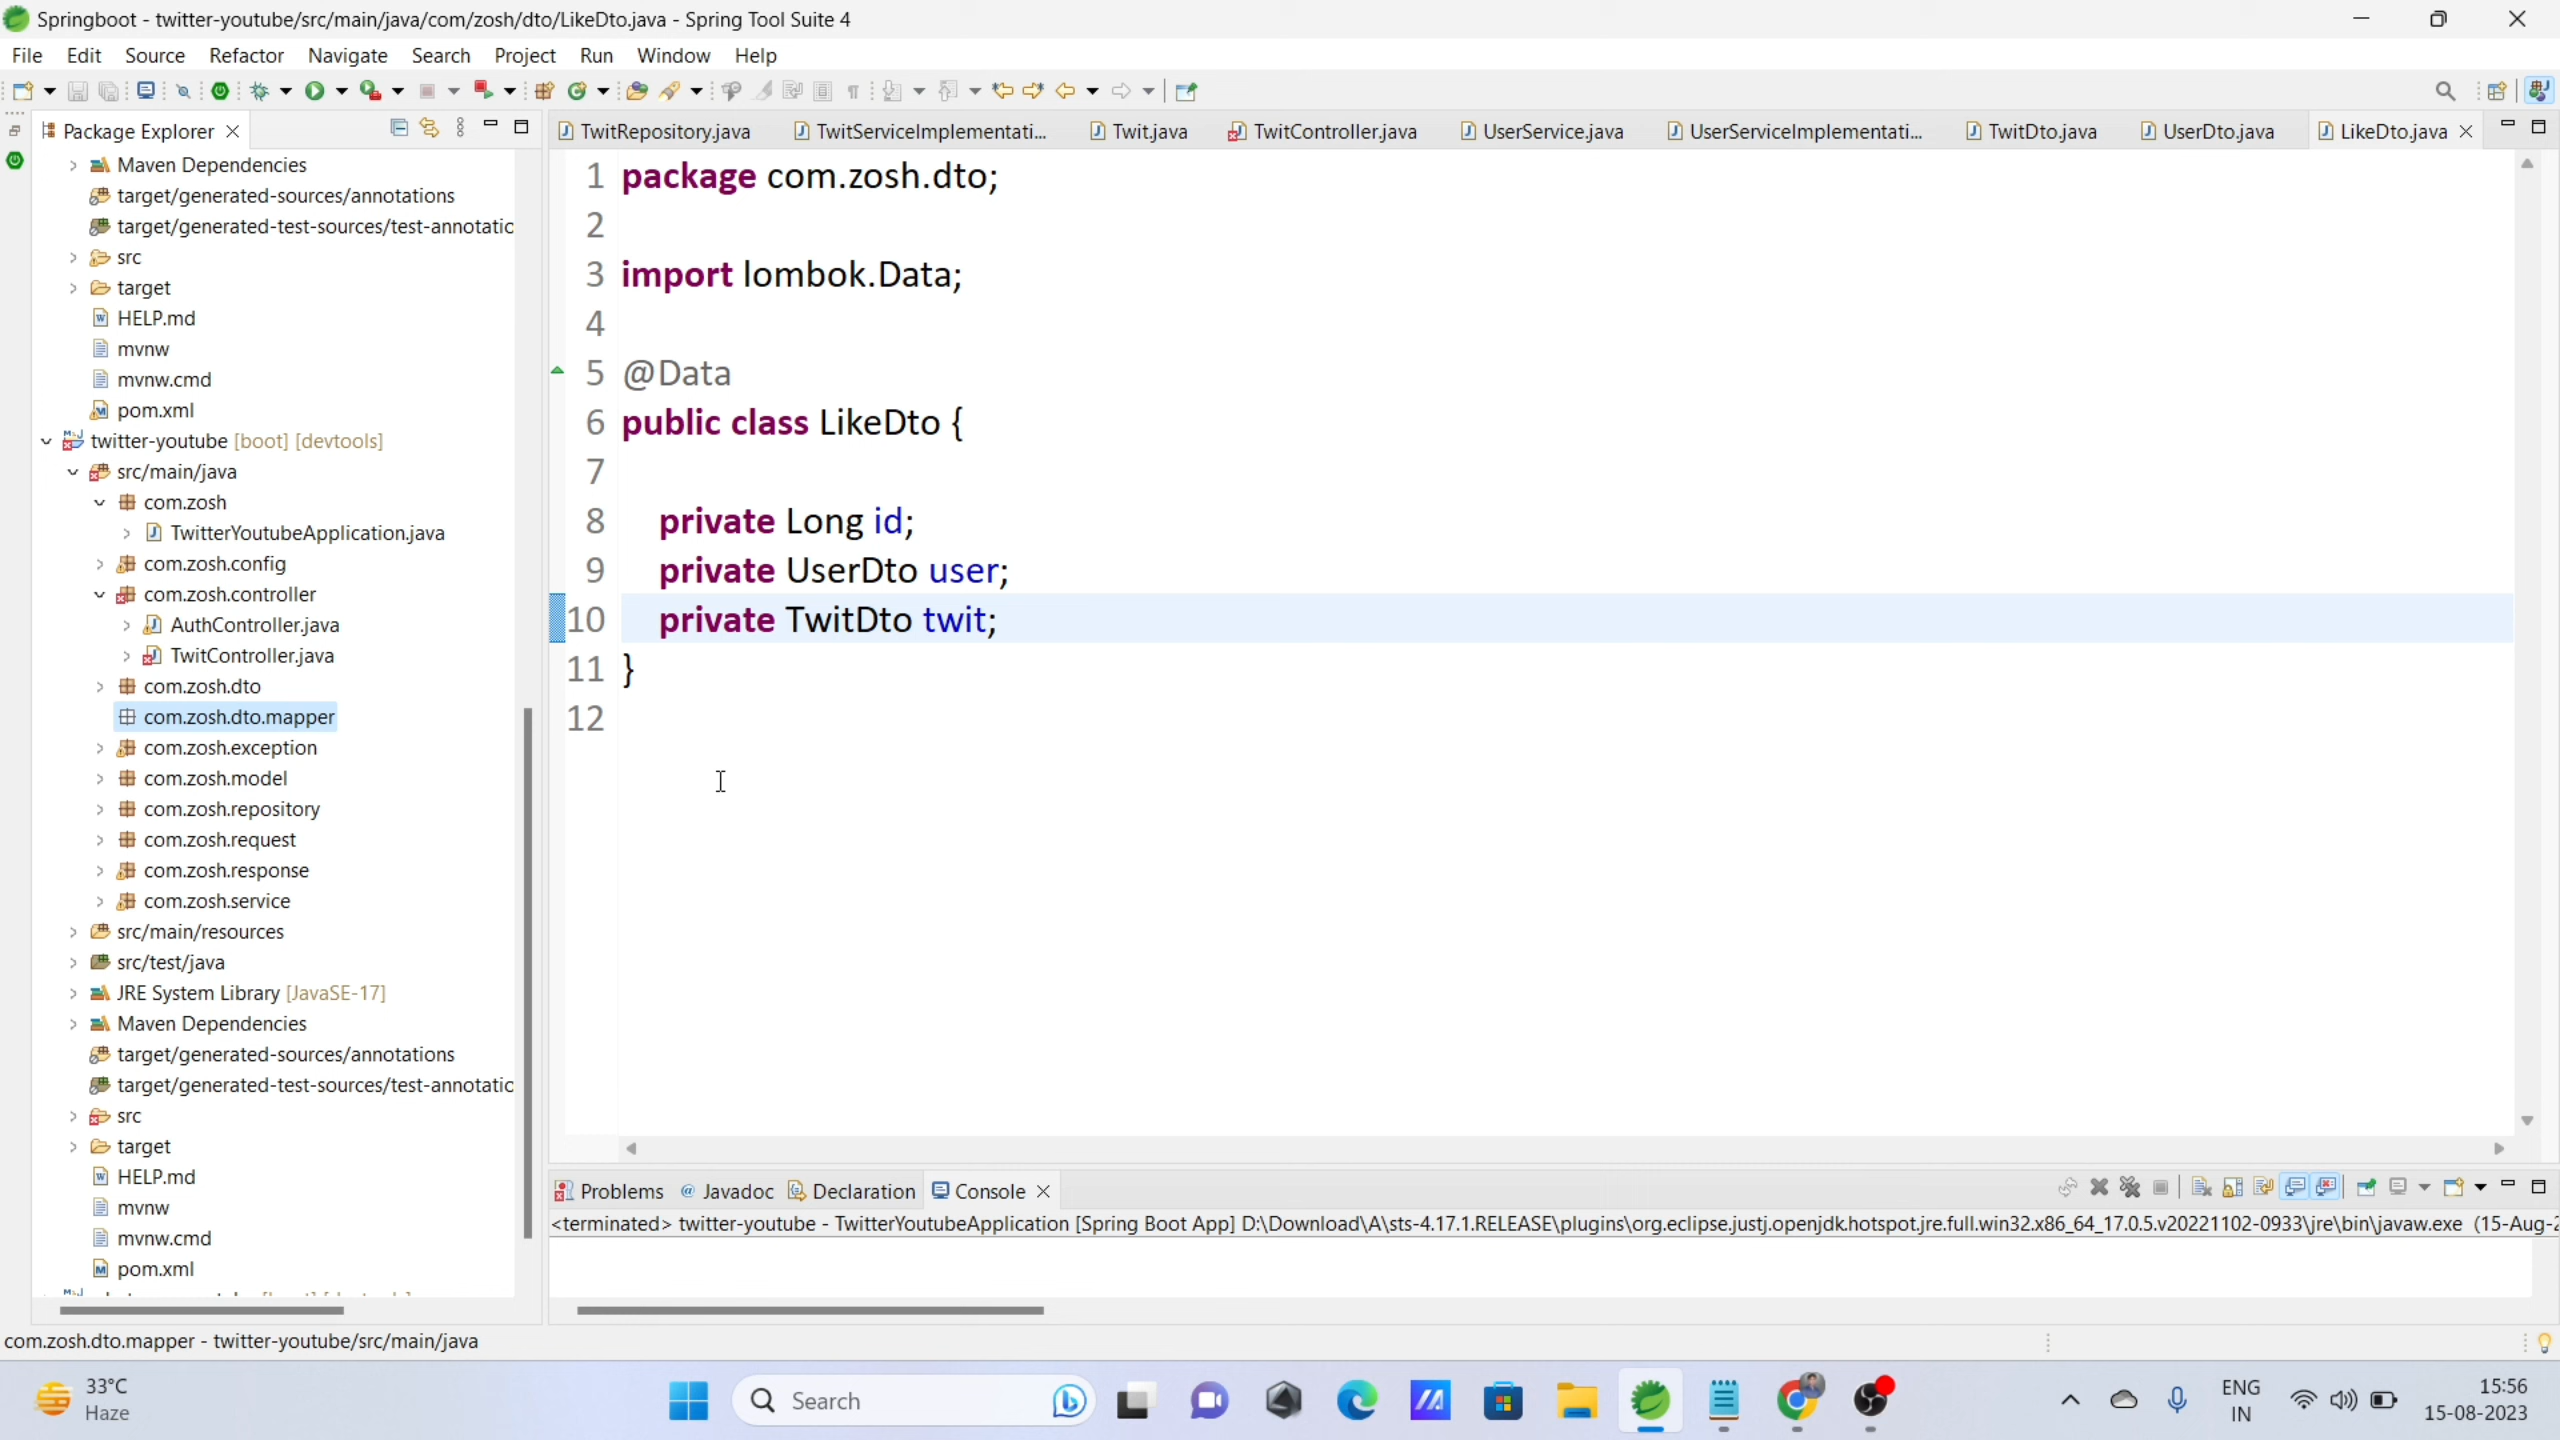 Springboot - twitter-youtube/src/main/java/com/zosh/dto/LikeDto.java - Spring Tool Suite 4
File Edit Source Refactor Navigate Search Project Run Window Help
Package Explorer
Maven Dependencies
target/generated-sources/annotations
target/generated-test-sources/test-annotatio
src
target
HELP.md
mvnw
mvnw.cmd
pom.xml
twitter-youtube [boot] [devtools]
src/main/java
com.zosh
TwitterYoutubeApplication.java
com.zosh.config
com.zosh.controller
AuthController.java
TwitController.java
com.zosh.dto
com.zosh.dto.mapper
com.zosh.exception
com.zosh.model
com.zosh.repository
com.zosh.request
com.zosh.response
com.zosh.service
src/main/resources
src/test/java
JRE System Library [JavaSE-17]
Maven Dependencies
target/generated-sources/annotations
target/generated-test-sources/test-annotatio
src
target
HELP.md
mvnw
mvnw.cmd
pom.xml
TwitRepository.java TwitServiceImplementati... Twit.java TwitController.java UserService.java UserServiceImplementati... TwitDto.java UserDto.java LikeDto.java
1 package com.zosh.dto;
2
3 import lombok.Data;
4
5 @Data
6 public class LikeDto {
7
8 private Long id;
9 private UserDto user;
10 private TwitDto twit;
11 }
12
Problems Javadoc Declaration Console
<terminated> twitter-youtube - TwitterYoutubeApplication [Spring Boot App] D:\Download\A\sts-4.17.1.RELEASE\plugins\org.eclipse.justj.openjdk.hotspot.jre.full.win32.x86_64_17.0.5.v20221102-0933\jre\bin\javaw.exe (15-Aug-2
com.zosh.dto.mapper - twitter-youtube/src/main/java
33°C
Haze
Search
ENG
IN
15:56
15-08-2023